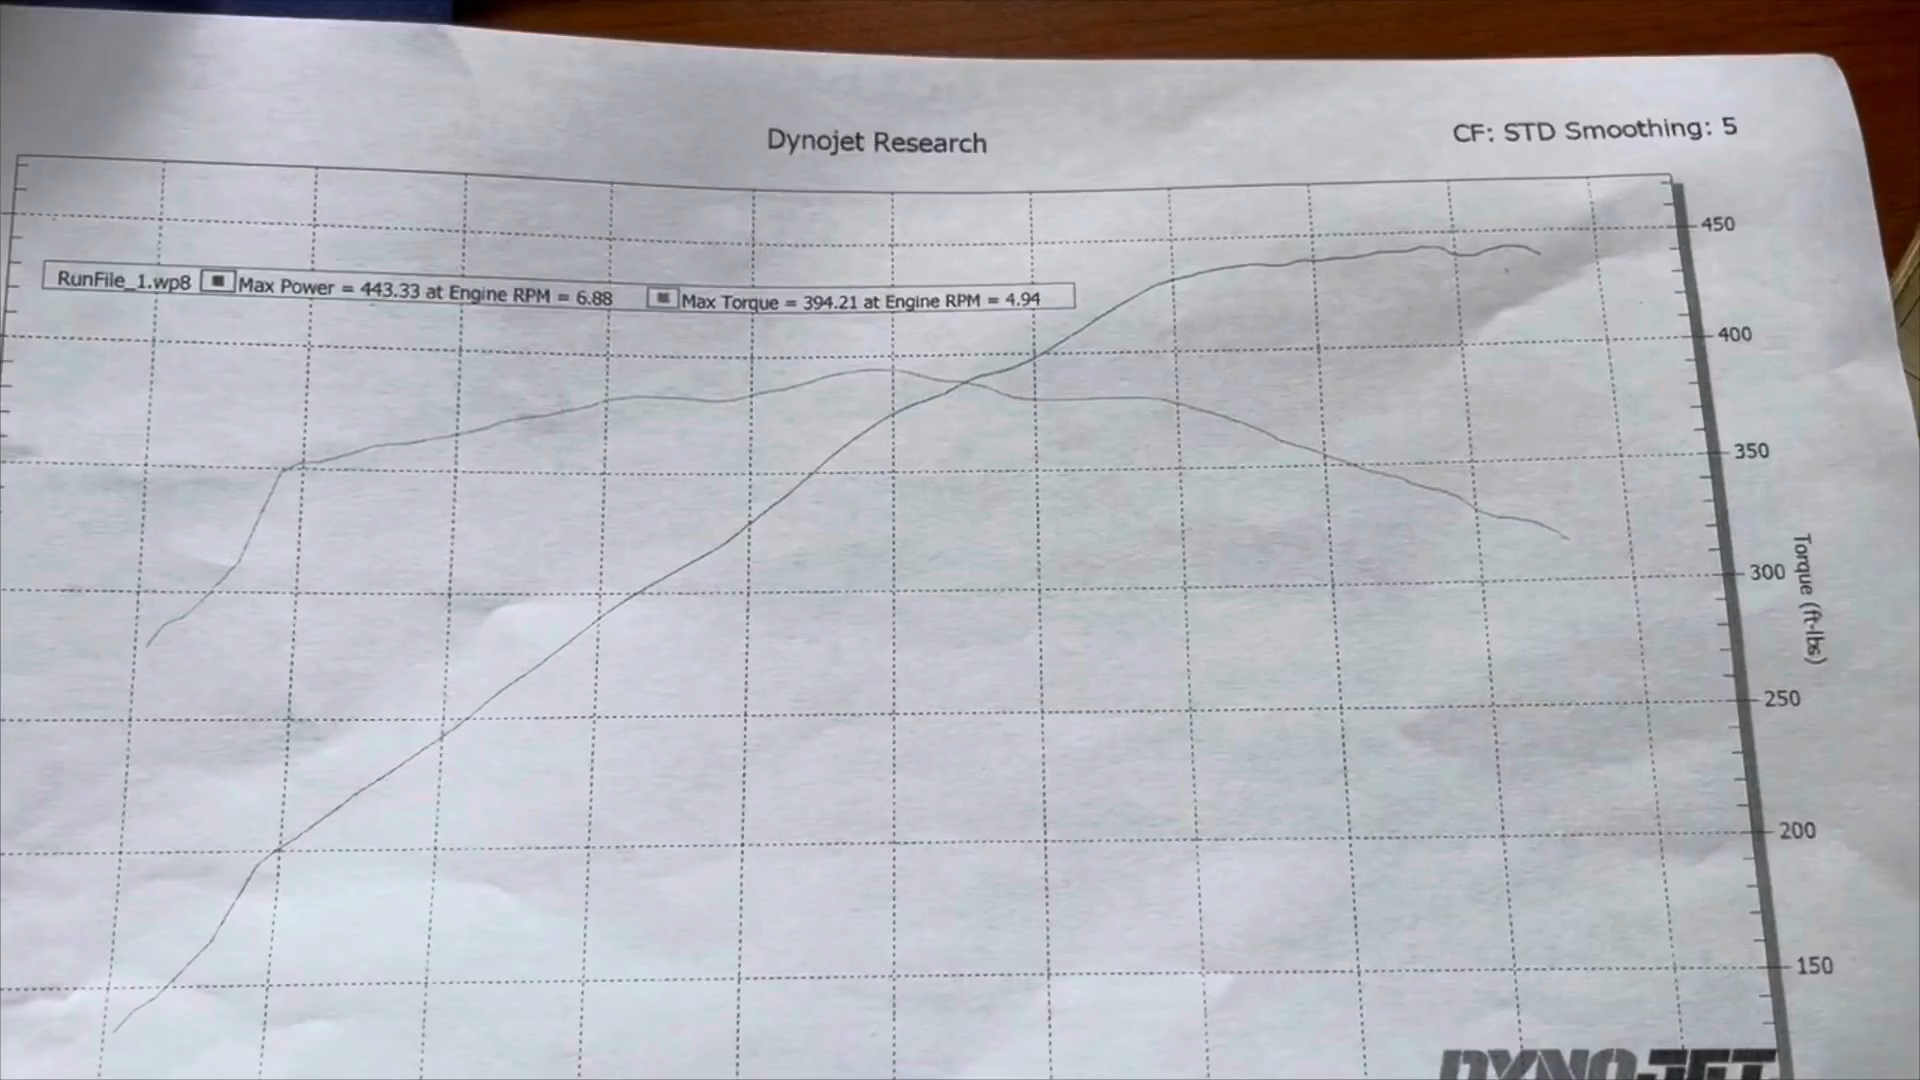 Dynojet Research
CF: STD Smoothing: 5
RunFile_1.wp8 Max Power = 443.33 at Engine RPM = 6.88 Max Torque = 394.21 at Engine RPM = 4.94
450
400
350
300
250
200
150
Torque (ft-lbs)
DYNOJET